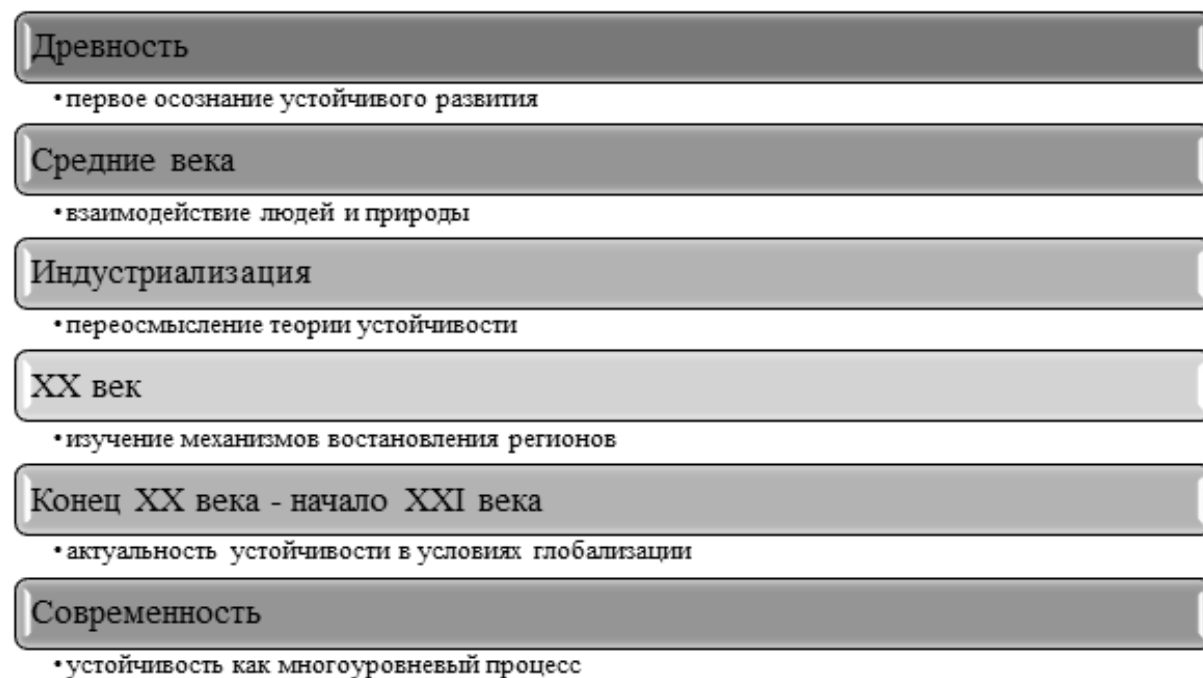 Древность
•первое осознание устойчивого развития
Средние века
•взаимодействие людей и природы
Индустриализация
•переосмысление теории устойчивости
XX век
•изучение механизмов востановления регионов
Конец XX века - начало XXI века
•актуальность устойчивости в условиях глобализации
Современность
•устойчивость как многоуровневый процесс